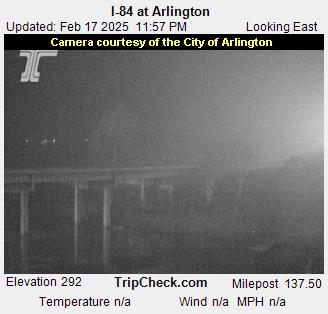 I-84 at Arlington
Updated: Feb 17 2025 11:57 PM Looking East
Camera courtesy of the City of Arlington
Elevation 292 TripCheck.com Milepost 137.50
Temperature n/a Wind n/a MPH n/a